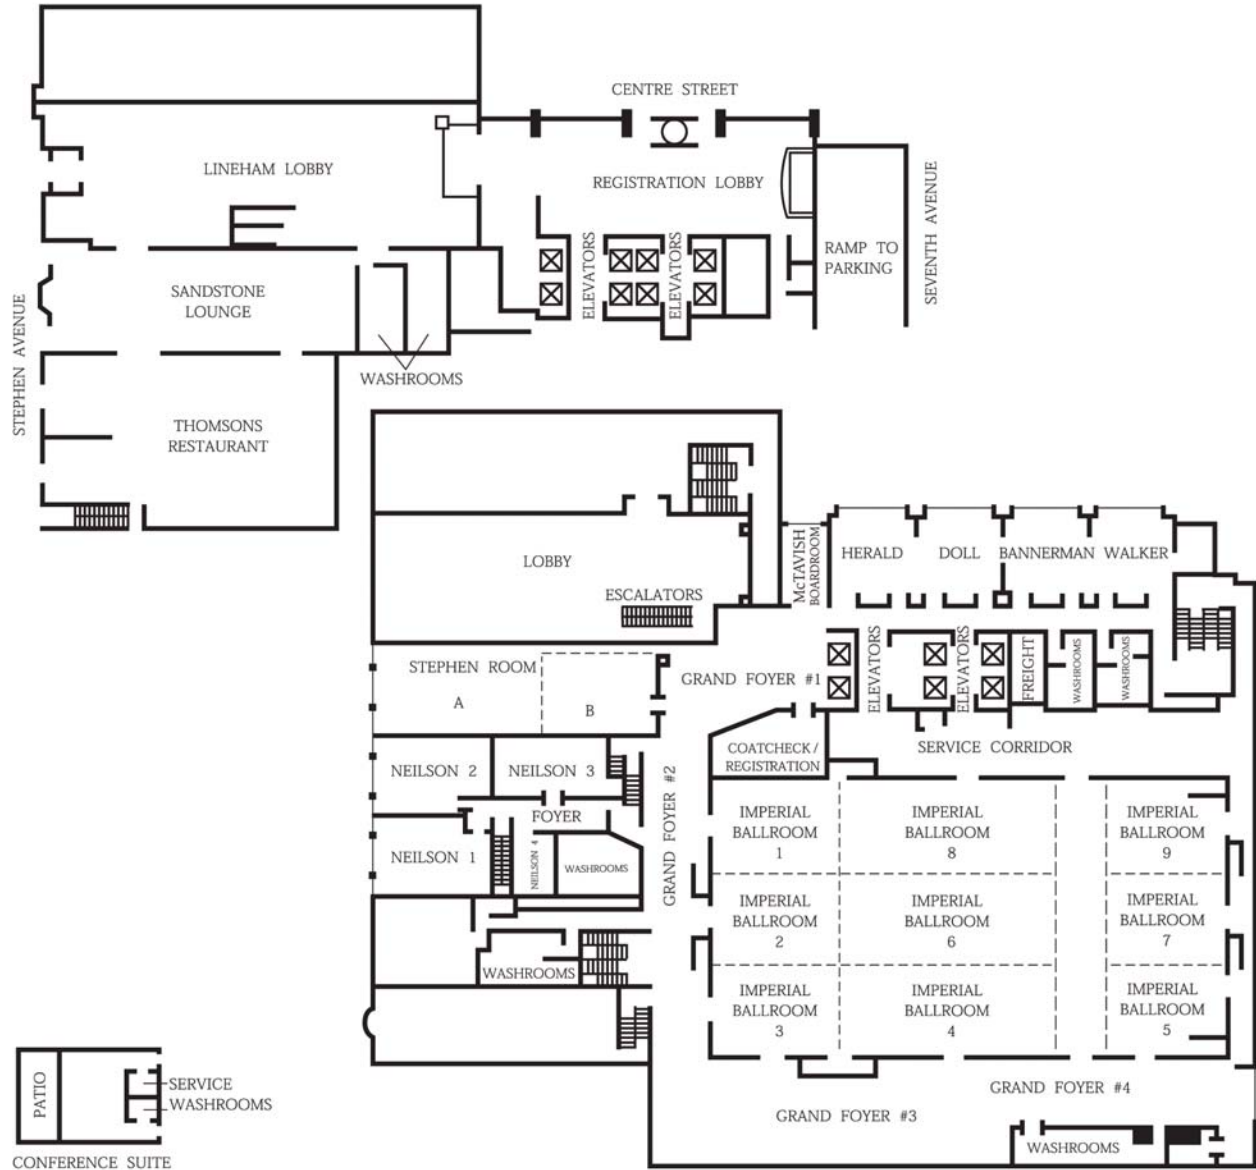 CENTRE STREET
LINEHAM LOBBY
REGISTRATION LOBBY
SEVENTH AVENUE
RAMP TO
PARKING
ELEVATORS
ELEVATORS
STEPHEN AVENUE
SANDSTONE
LOUNGE
WASHROOMS
THOMSONS
RESTAURANT
LOBBY
ESCALATORS
McTAVISH
BOARDROOM
HERALD
DOLL
BANNERMAN
WALKER
STEPHEN ROOM
A
B
GRAND FOYER #1
ELEVATORS
ELEVATORS
FREIGHT
WASHROOMS
WASHROOMS
COATCHECK/
REGISTRATION
SERVICE CORRIDOR
NEILSON 2
NEILSON 3
FOYER
NEILSON 1
NEILSON 4
WASHROOMS
GRAND FOYER #2
IMPERIAL
BALLROOM
1
IMPERIAL
BALLROOM
8
IMPERIAL
BALLROOM
9
IMPERIAL
BALLROOM
2
IMPERIAL
BALLROOM
6
IMPERIAL
BALLROOM
7
WASHROOMS
IMPERIAL
BALLROOM
3
IMPERIAL
BALLROOM
4
IMPERIAL
BALLROOM
5
GRAND FOYER #3
GRAND FOYER #4
WASHROOMS
PATIO
SERVICE
WASHROOMS
CONFERENCE SUITE